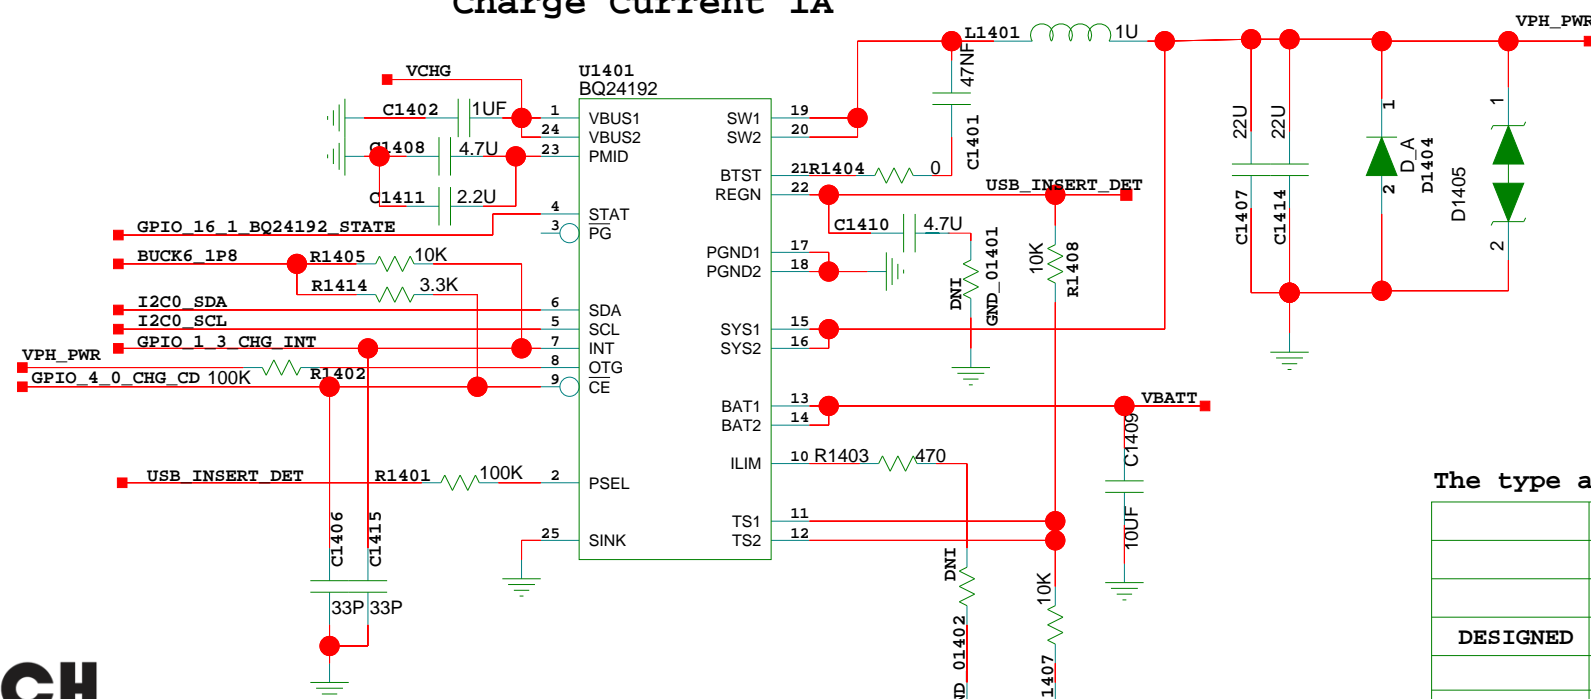 Charge Current 1A
VPH_PWR
L1401
1U
47NF
C1401
VCHG
U1401
BQ24192
C1402
1UF
1
VBUS1
24
VBUS2
C1408
4.7U
23
PMID
C1411
2.2U
4
STAT
GPIO_16_1_BQ24192_STATE
3
PG
BUCK6_1P8
R1405
10K
R1414
3.3K
I2C0_SDA
6
SDA
I2C0_SCL
5
SCL
GPIO_1_3_CHG_INT
7
INT
VPH_PWR
8
OTG
R1402
GPIO_4_0_CHG_CD
100K
9
CE
USB_INSERT_DET
R1401
100K
2
PSEL
25
SINK
C1406
C1415
33P
33P
SW1
19
SW2
20
BTST
21
R1404
0
REGN
22
USB_INSERT_DET
C1410
4.7U
PGND1
17
PGND2
18
DNI
GND_01401
10K
R1408
SYS1
15
SYS2
16
BAT1
13
BAT2
14
VBATT
C1409
10UF
ILIM
10
R1403
470
TS1
11
TS2
12
DNI
ND_01402
10K
1407
22U
22U
C1407
C1414
1
2
D_A
D1404
D1405
1
2
The type a
DESIGNED
CH